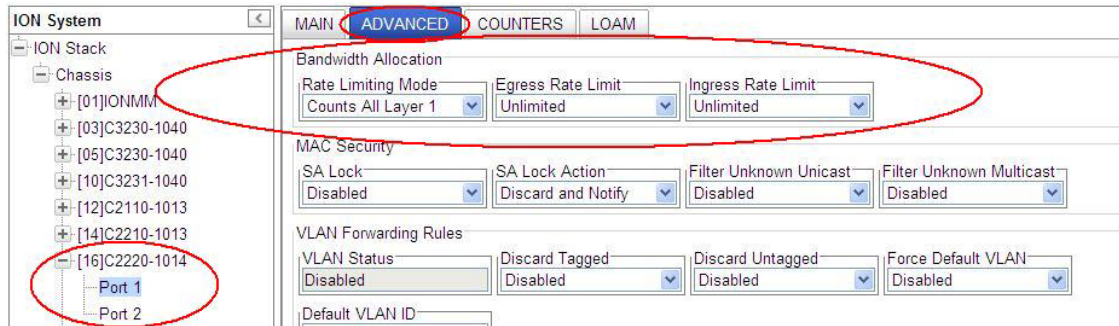 ION System
<
ION Stack
Chassis
[01]IONMM
[03]C3230-1040
[05]C3230-1040
[10]C3231-1040
[12]C2110-1013
[14]C2210-1013
[16]C2220-1014
Port 1
Port 2
MAIN ADVANCED COUNTERS LOAM
Bandwidth Allocation
Rate Limiting Mode Egress Rate Limit Ingress Rate Limit
Counts All Layer 1 Unlimited Unlimited
MAC Security
SA Lock SA Lock Action Filter Unknown Unicast Filter Unknown Multicast
Disabled Discard and Notify Disabled Disabled
VLAN Forwarding Rules
VLAN Status Discard Tagged Discard Untagged Force Default VLAN
Disabled Disabled Disabled Disabled
Default VLAN ID